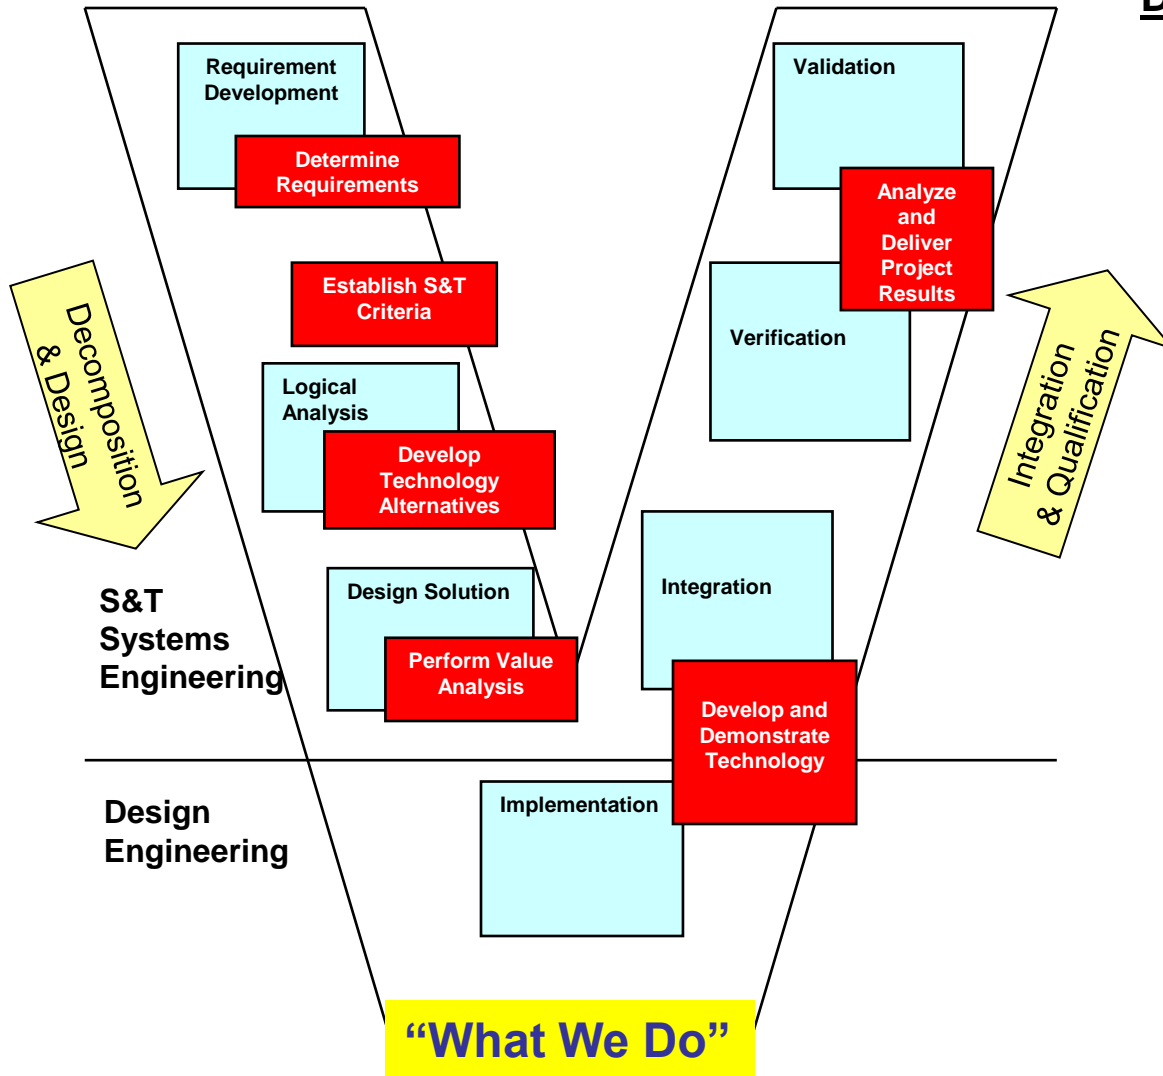 Requirement
Development
Determine
Requirements
Establish S&T
Criteria
Logical
Analysis
Develop
Technology
Alternatives
Design Solution
Perform Value
Analysis
Decomposition
& Design
S&T
Systems
Engineering
Design
Engineering
Implementation
Develop and
Demonstrate
Technology
Integration
Verification
Analyze
and
Deliver
Project
Results
Validation
Integration
& Qualification
“What We Do”